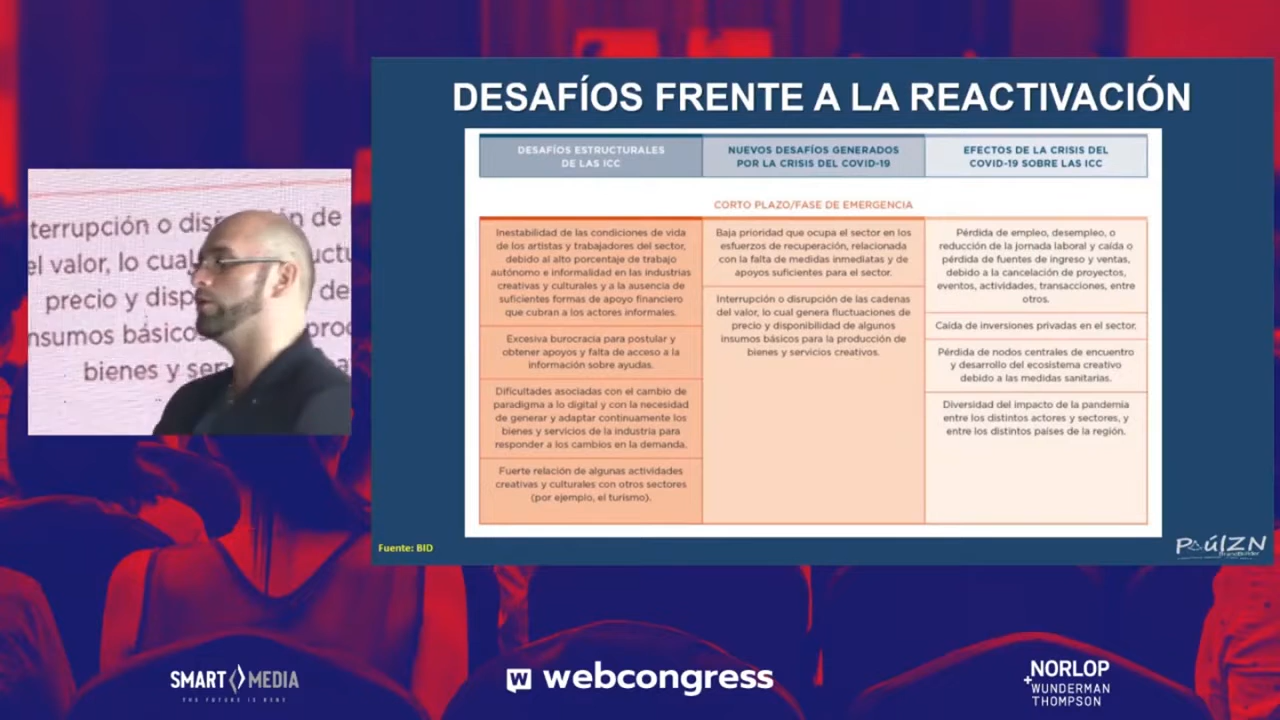 DESAFÍOS FRENTE A LA REACTIVACIÓN
DESAFÍOS ESTRUCTURALES
DE LAS ICC
NUEVOS DESAFÍOS GENERADOS
POR LA CRISIS DEL COVID-19
EFECTOS DE LA CRISIS DEL
COVID-19 SOBRE LAS ICC
CORTO PLAZO/FASE DE EMERGENCIA
Inestabilidad de las condiciones de vida
de los artistas y trabajadores del sector,
debido al alto porcentaje de trabajo
autónomo e informalidad en las industrias
creativas y culturales y a la ausencia de
suficientes formas de apoyo financiero
que cubran a los actores informales.
Excesiva burocracia para postular y
obtener apoyos y falta de acceso a la
información sobre ayudas.
Dificultades asociadas con el cambio de
paradigma a lo digital y con la necesidad
de generar y adaptar continuamente los
bienes y servicios de la industria para
responder a los cambios en la demanda.
Fuerte relación de algunas actividades
creativas y culturales con otros sectores
(por ejemplo, el turismo).
Baja prioridad que ocupa el sector en los
esfuerzos de recuperación, relacionada
con la falta de medidas inmediatas y de
apoyos suficientes para el sector.
Interrupción o disrupción de las cadenas
del valor, lo cual genera fluctuaciones de
precio y disponibilidad de algunos
insumos básicos para la producción de
bienes y servicios creativos.
Pérdida de empleo, desempleo, o
reducción de la jornada laboral y caída o
pérdida de fuentes de ingreso y ventas,
debido a la cancelación de proyectos,
eventos, actividades, transacciones, entre
otros.
Caída de inversiones privadas en el sector.
Pérdida de nodos centrales de encuentro
y desarrollo del ecosistema creativo
debido a las medidas sanitarias.
Diversidad del impacto de la pandemia
entre los distintos actores y sectores, y
entre los distintos países de la región.
Fuente: BID
PaúlZN
terrupción o dis n de
el valor, lo cual uctu
precio y disp de
nsumos básicos proc
bienes y ser a
SMART MEDIA
THE FUTURE IS HERE
w webcongress
NORLOP
+ WUNDERMAN
THOMPSON